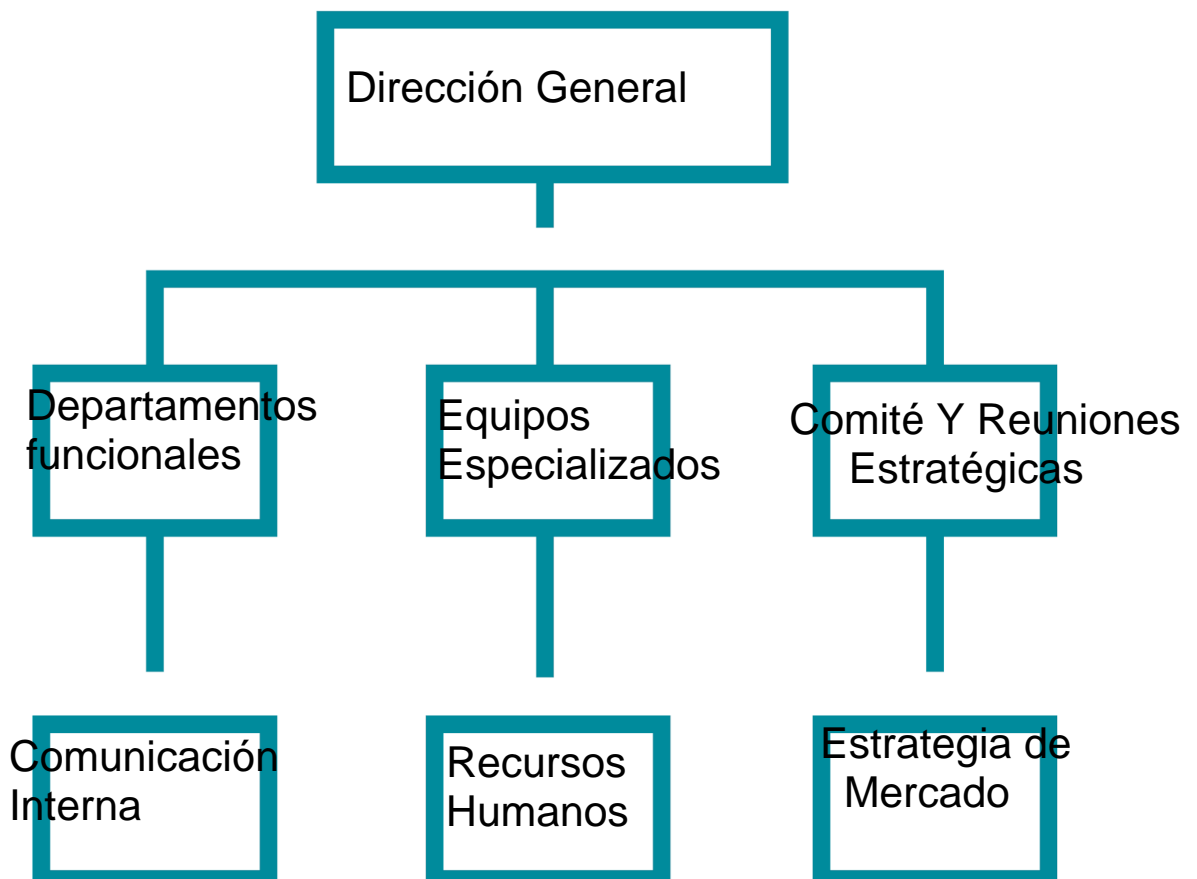 Dirección General
Departamentos
funcionales
Equipos
Especializados
Comité Y Reuniones
Estratégicas
Comunicación
Interna
Recursos
Humanos
Estrategia de
Mercado